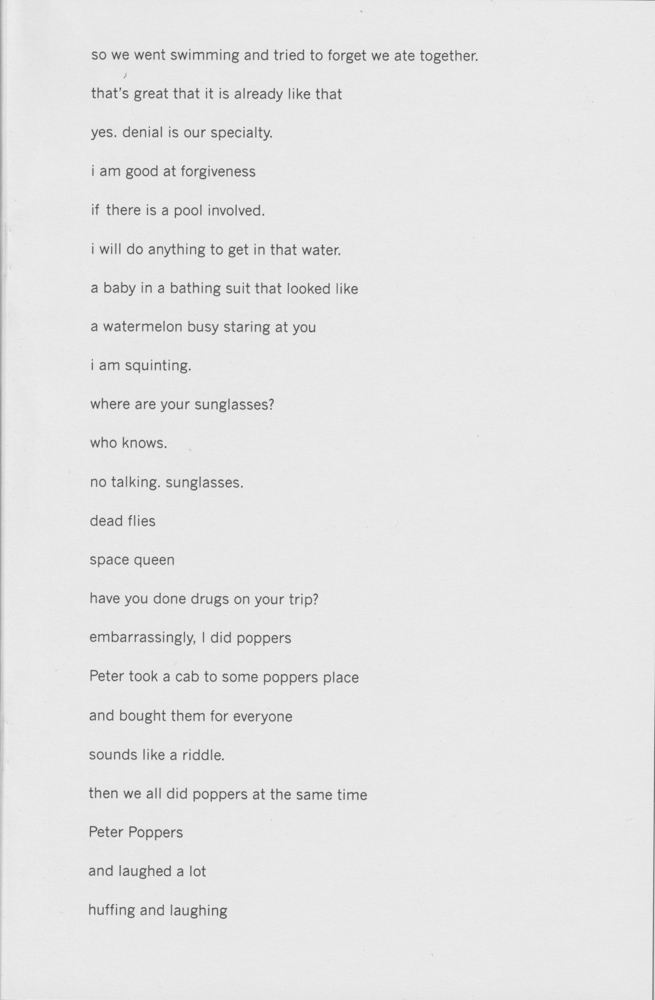 so we went swimming and tried to forget we ate together.
that's great that it is already like that
yes. denial is our specialty.
i am good at forgiveness
if there is a pool involved.
i will do anything to get in that water.
a baby in a bathing suit that looked like
a watermelon busy staring at you
i am squinting.
where are your sunglasses?
who knows.
no talking. sunglasses.
dead flies
space queen
have you done drugs on your trip?
embarrassingly, I did poppers
Peter took a cab to some poppers place
and bought them for everyone
sounds like a riddle.
then we all did poppers at the same time
Peter Poppers
and laughed a lot
huffing and laughing